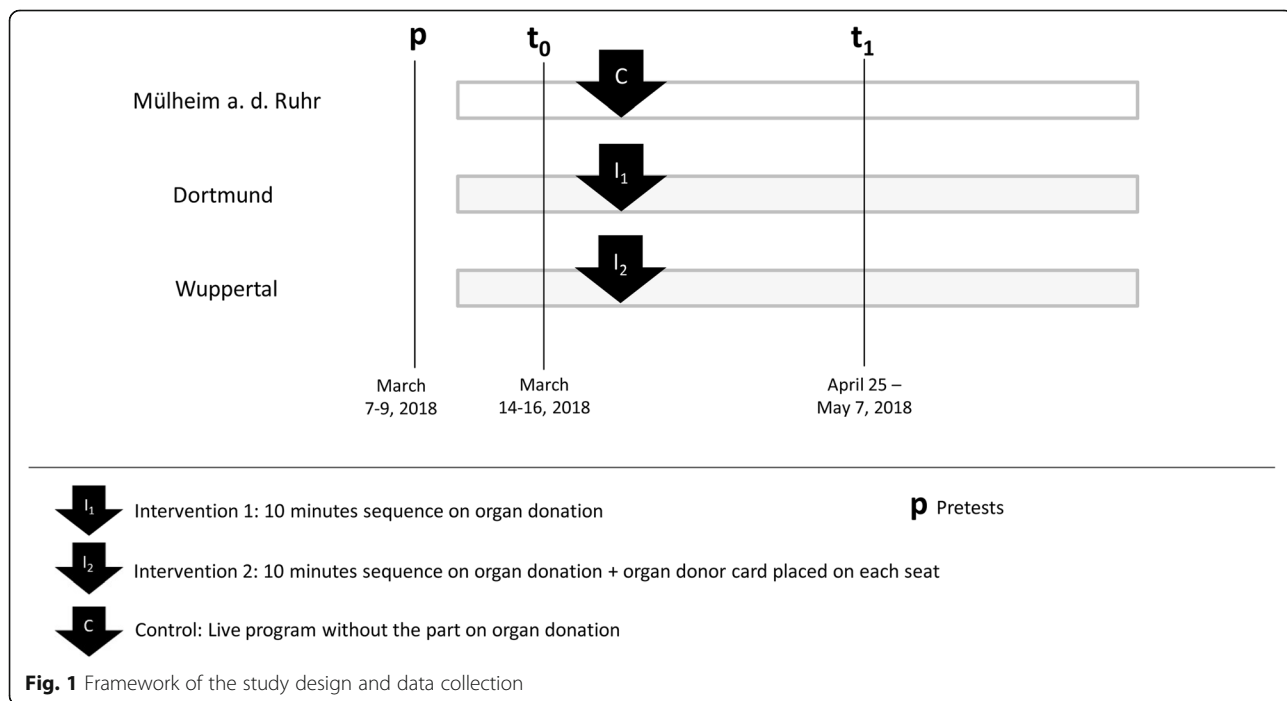 p
t₀
t₁
C
Mülheim a. d. Ruhr
I₁
Dortmund
I₂
Wuppertal
March
7-9, 2018
March
14-16, 2018
April 25 –
May 7, 2018
I₁ Intervention 1: 10 minutes sequence on organ donation
p Pretests
I₂ Intervention 2: 10 minutes sequence on organ donation + organ donor card placed on each seat
C Control: Live program without the part on organ donation
Fig. 1 Framework of the study design and data collection